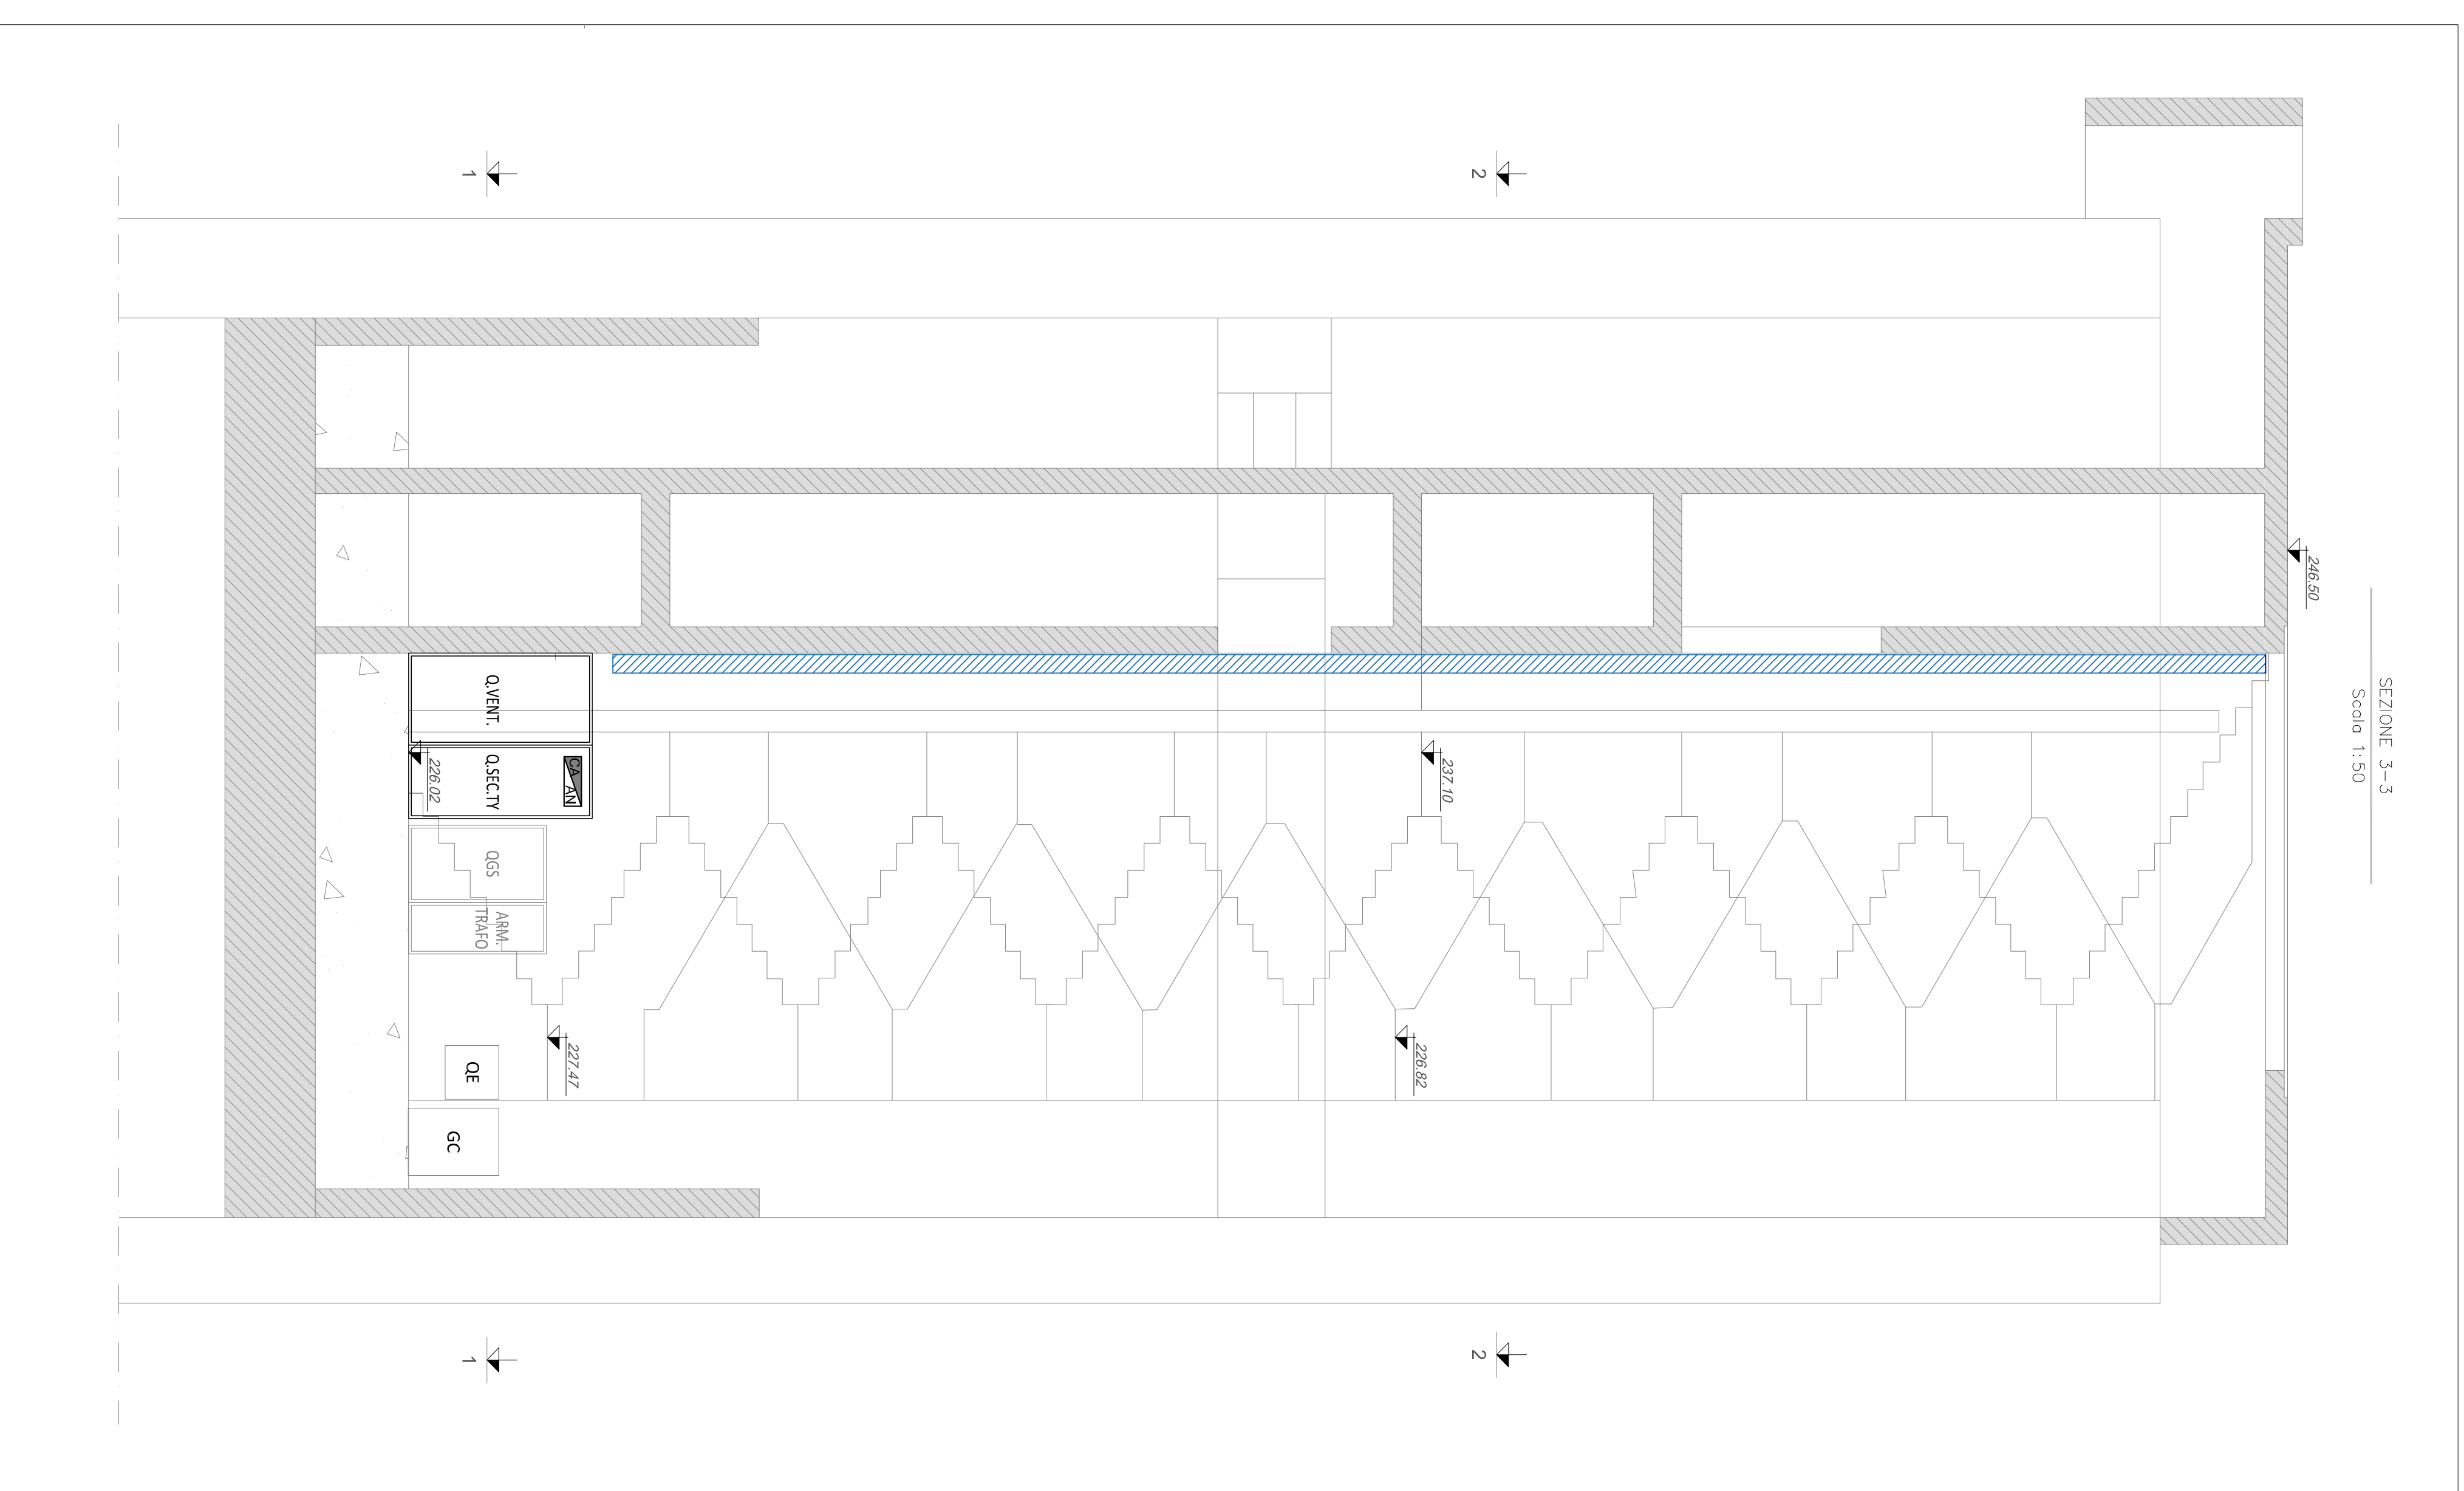 SEZIONE 3-3
Scala 1:50
246.50
2
2
237.10
226.82
227.47
1
1
Q.VENT.
Q.SEC.TY
CA
AN
226.02
QGS
ARM.
TRAFO
QE
GC